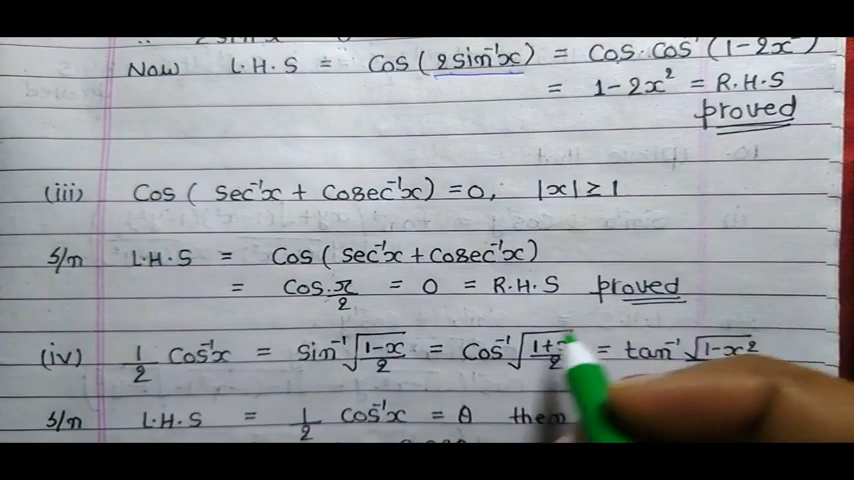 Now L.H.S = Cos (2sin⁻¹x) = Cos. Cos⁻¹ (1-2x²)
= 1-2x² = R.H.S
proved
(iii) Cos ( sec⁻¹x + Cosec⁻¹x) = 0, |x| ≥ 1
S/n L.H.S = Cos ( sec⁻¹x + Cosec⁻¹x)
= Cos. π/2 = 0 = R.H.S proved
(iv) 1/2 Cos⁻¹x = sin⁻¹ √(1-x)/2 = Cos⁻¹ √(1+x)/2 = tan⁻¹ √1-x²
S/n L.H.S = 1/2 Cos⁻¹x = θ then